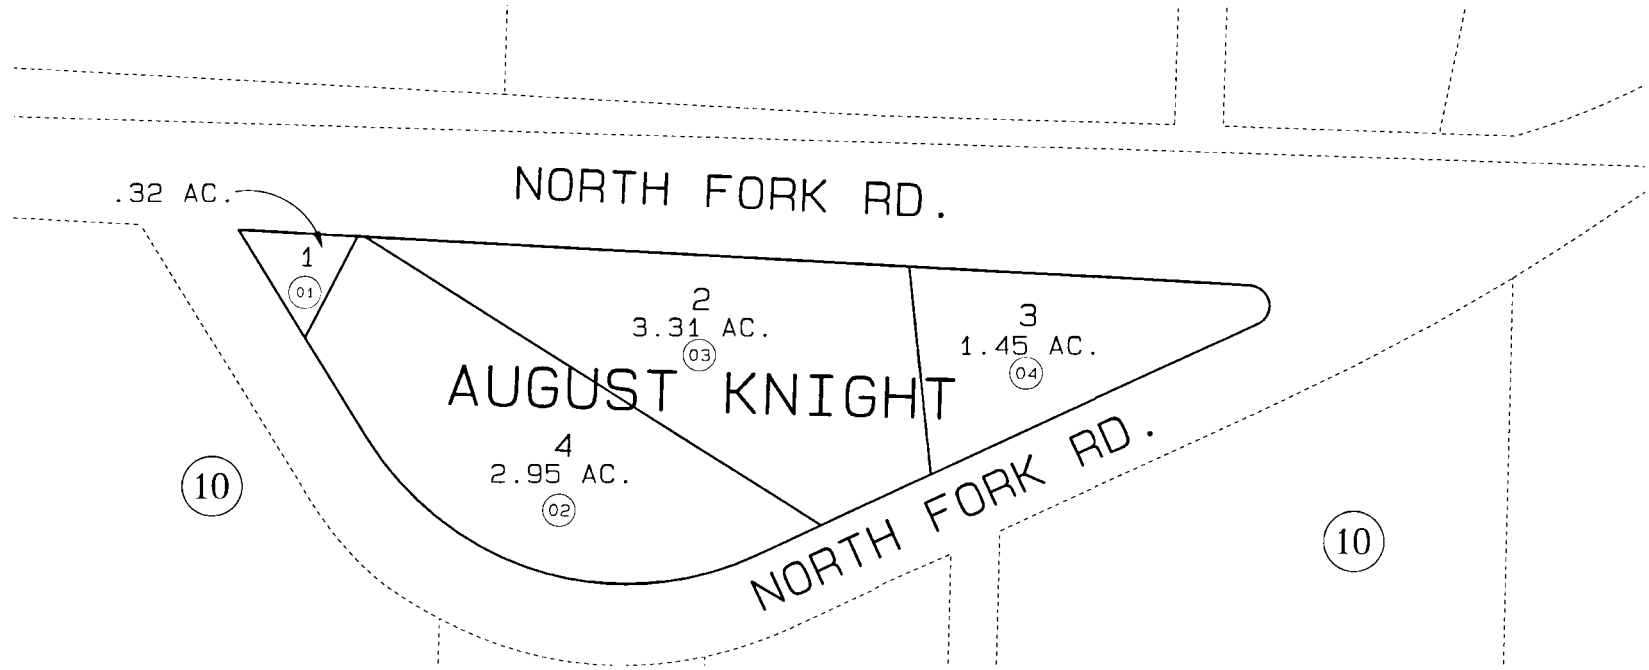 NORTH FORK RD.
.32 AC.
1
01
2
3.31 AC.
03
3
1.45 AC.
04
AUGUST KNIGHT
4
2.95 AC.
02
NORTH FORK RD.
10
10